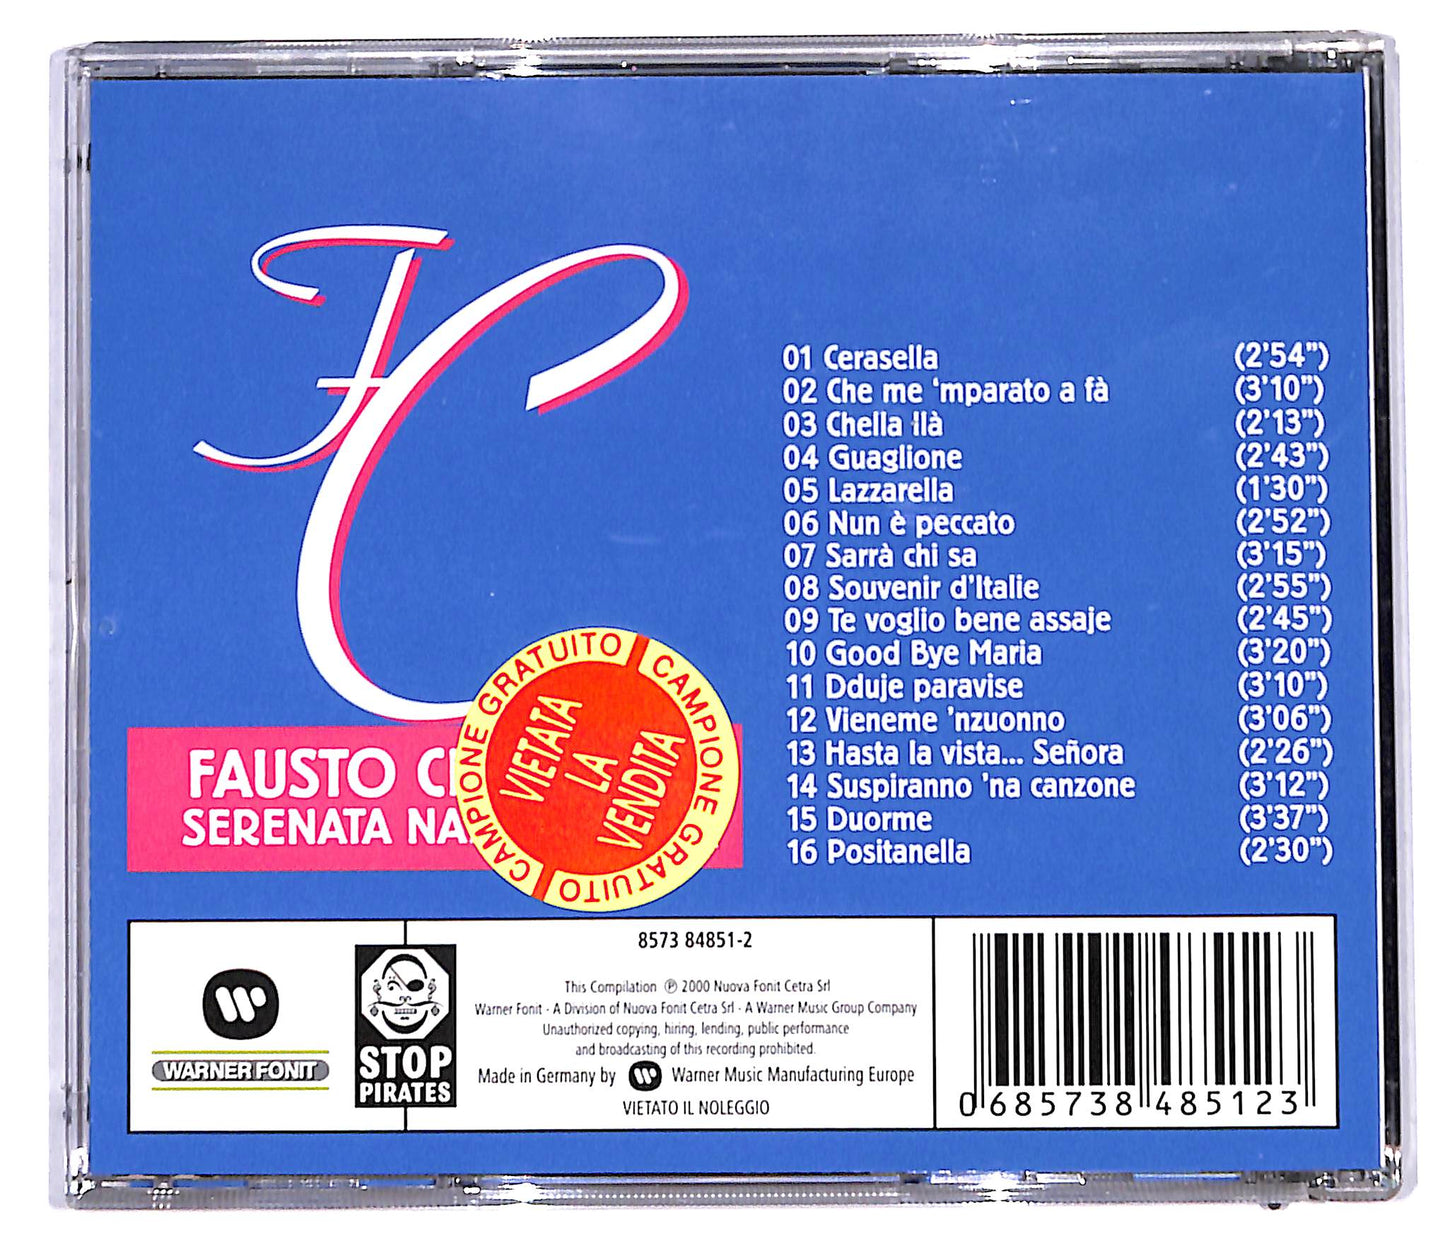 FC
01 Cerasella (2'54")
02 Che me 'mparato a fà (3'10")
03 Chella llà (2'13")
04 Guaglione (2'43")
05 Lazzarella (1'30")
06 Nun è peccato (2'52")
07 Sarrà chi sa (3'15")
08 Souvenir d'Italie (2'55")
09 Te voglio bene assaje (2'45")
10 Good Bye Maria (3'20")
11 Dduje paravise (3'10")
12 Vieneme 'nzuonno (3'06")
13 Hasta la vista... Señora (2'26")
14 Suspiranno 'na canzone (3'12")
15 Duorme (3'37")
16 Positanella (2'30")
FAUSTO
SERENATA NA
CAMPIONE GRATUITO
CAMPIONE GRATUITO
VIETATA
LA
VENDITA
WARNER FONIT
STOP
PIRATES
8573 84851-2
This Compilation ℗ 2000 Nuova Fonit Cetra Srl
Warner Fonit - A Division of Nuova Fonit Cetra Srl - A Warner Music Group Company
Unauthorized copying, hiring, lending, public performance
and broadcasting of this recording prohibited.
Made in Germany by Warner Music Manufacturing Europe
VIETATO IL NOLEGGIO
0 685738 485123